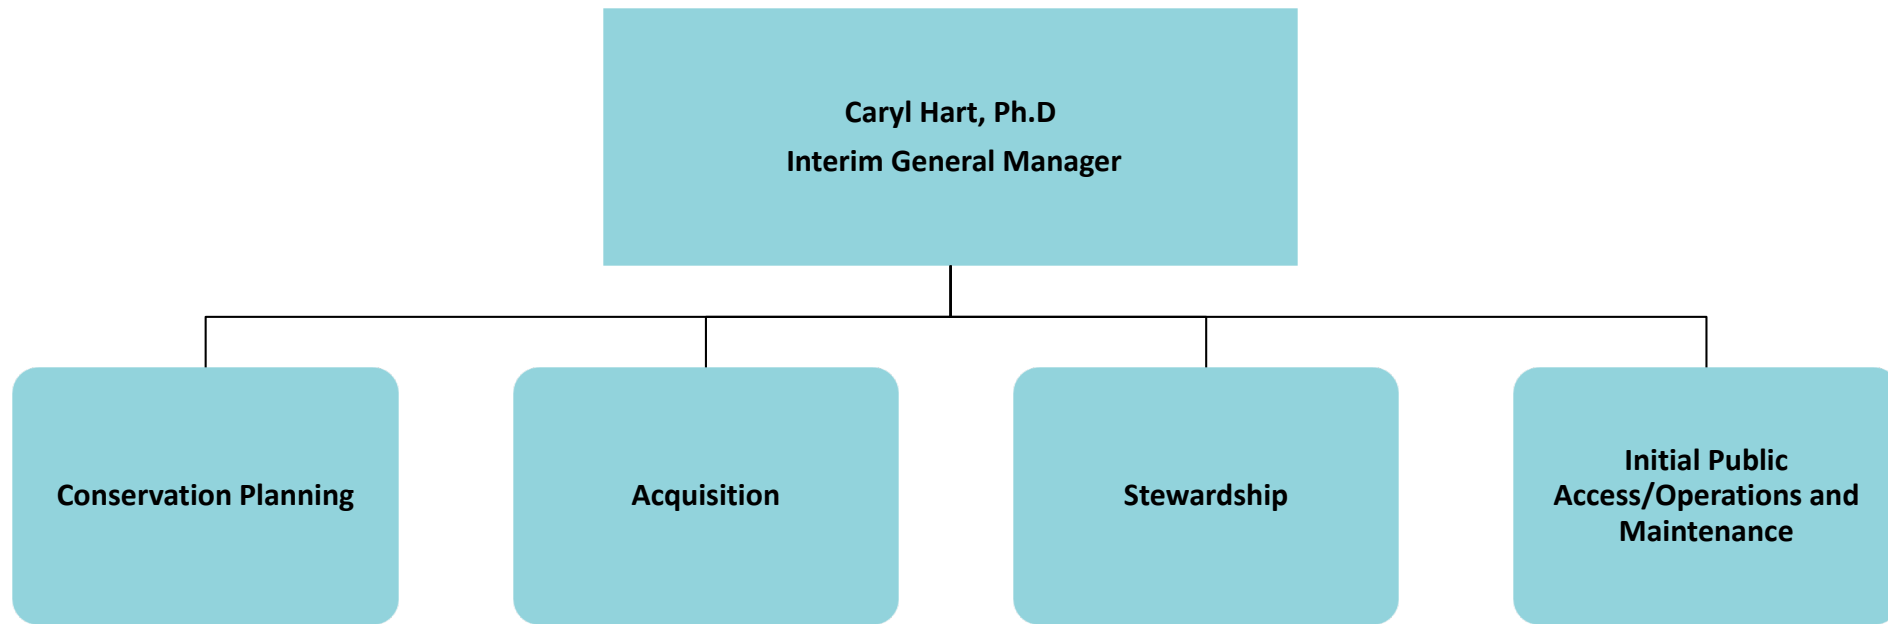 Caryl Hart, Ph.D
Interim General Manager
Conservation Planning
Acquisition
Stewardship
Initial Public
Access/Operations and
Maintenance